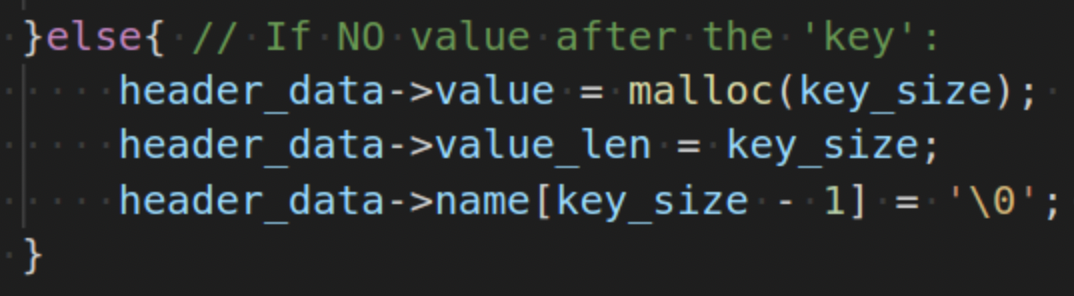 }else{ // If NO value after the 'key':
header_data->value = malloc(key_size);
header_data->value_len = key_size;
header_data->name[key_size - 1] = '\0';
}